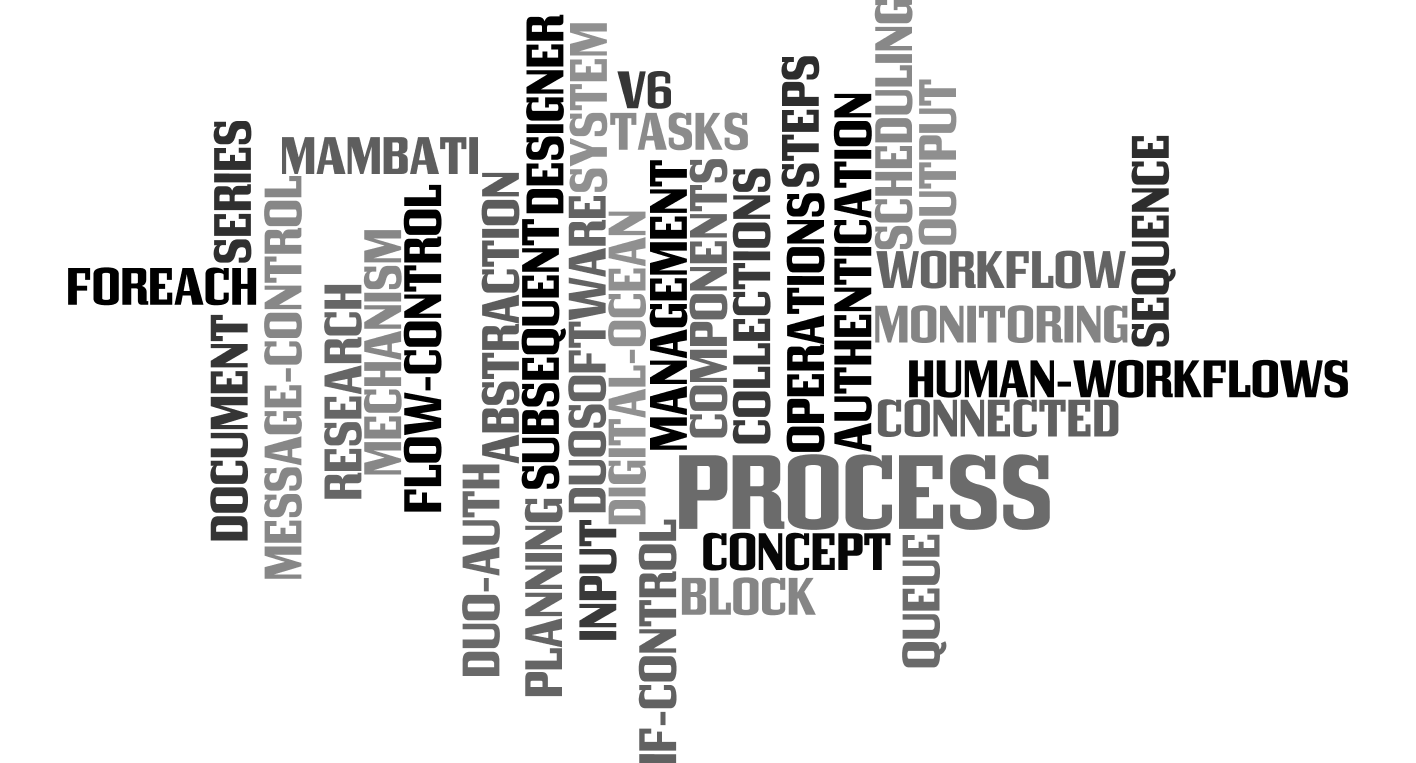 SCHEDULING
DESIGNER
SYSTEM
V6
STEPS
TASKS
OUTPUT
AUTHENTICATION
SERIES
MAMBATI
SEQUENCE
MESSAGE-CONTROL
ABSTRACTION
FLOW-CONTROL
MANAGEMENT
COMPONENTS
COLLECTIONS
OPERATIONS
DUOSOFTWARE
DIGITAL-OCEAN
SUBSEQUENT
MECHANISM
WORKFLOW
FOREACH
RESEARCH
MONITORING
DOCUMENT
HUMAN-WORKFLOWS
CONNECTED
PROCESS
DUO-AUTH
PLANNING
INPUT
IF-CONTROL
CONCEPT
QUEUE
BLOCK